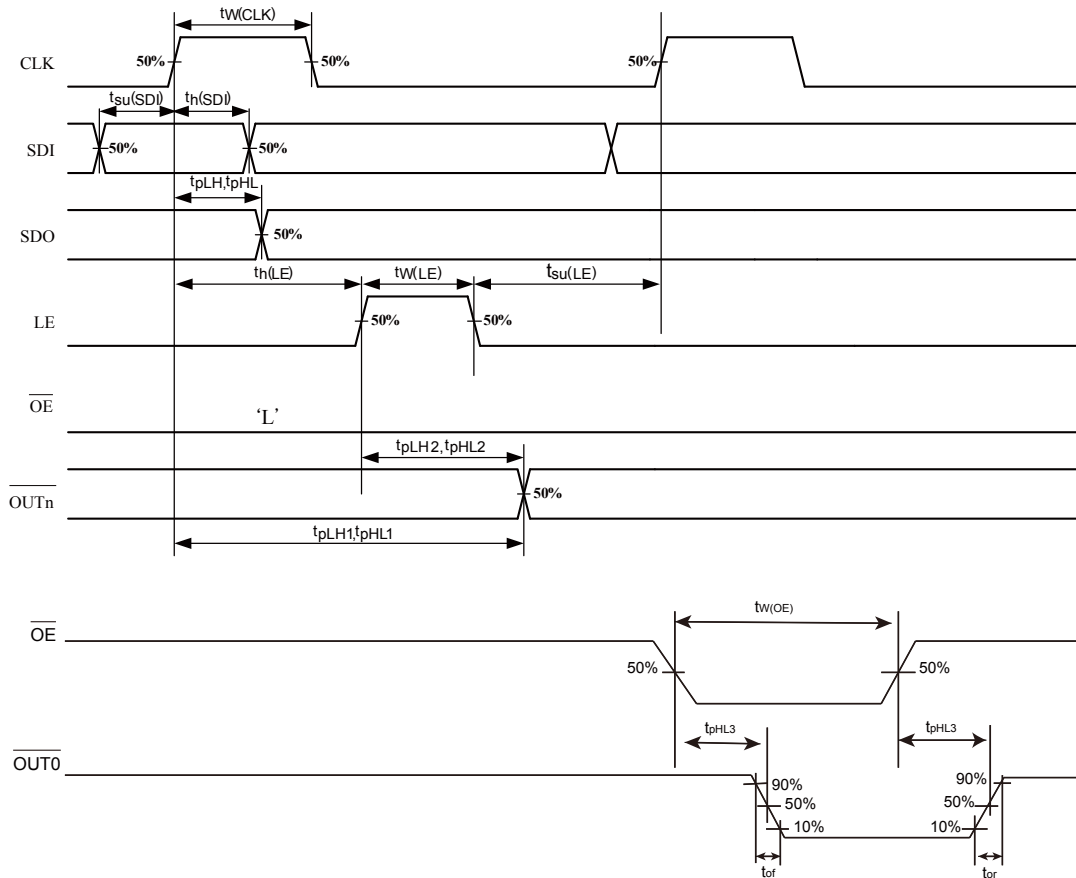 tW(CLK)
CLK
50%
50%
50%
tsu(SDI)
th(SDI)
SDI
50%
50%
tpLH,tpHL
SDO
50%
th(LE)
tW(LE)
tsu(LE)
LE
50%
50%
OE
‘L’
tpLH2,tpHL2
OUTn
50%
tpLH1,tpHL1
tW(OE)
OE
50%
50%
tpHL3
tpHL3
OUT0
90%
90%
50%
50%
10%
10%
tof
tor